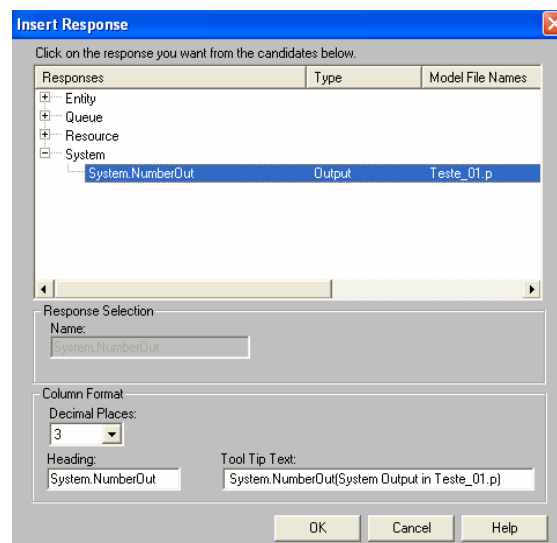 Insert Response
Click on the response you want from the candidates below.
Responses Type Model File Names
Entity
Queue
Resource
System
System.NumberOut Output Teste_01.p
Response Selection
Name:
System.NumberOut
Column Format
Decimal Places:
3
Heading: Tool Tip Text:
System.NumberOut System.NumberOut(System Output in Teste_01.p)
OK Cancel Help